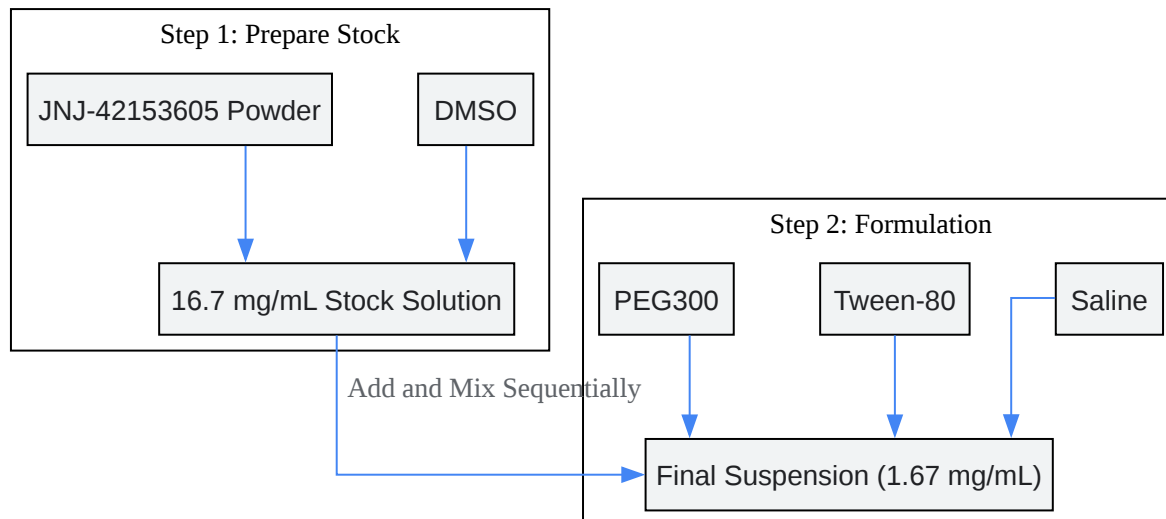 Step 1: Prepare Stock
JNJ-42153605 Powder
DMSO
16.7 mg/mL Stock Solution
Add and Mix Sequentially
Step 2: Formulation
PEG300
Tween-80
Saline
Final Suspension (1.67 mg/mL)